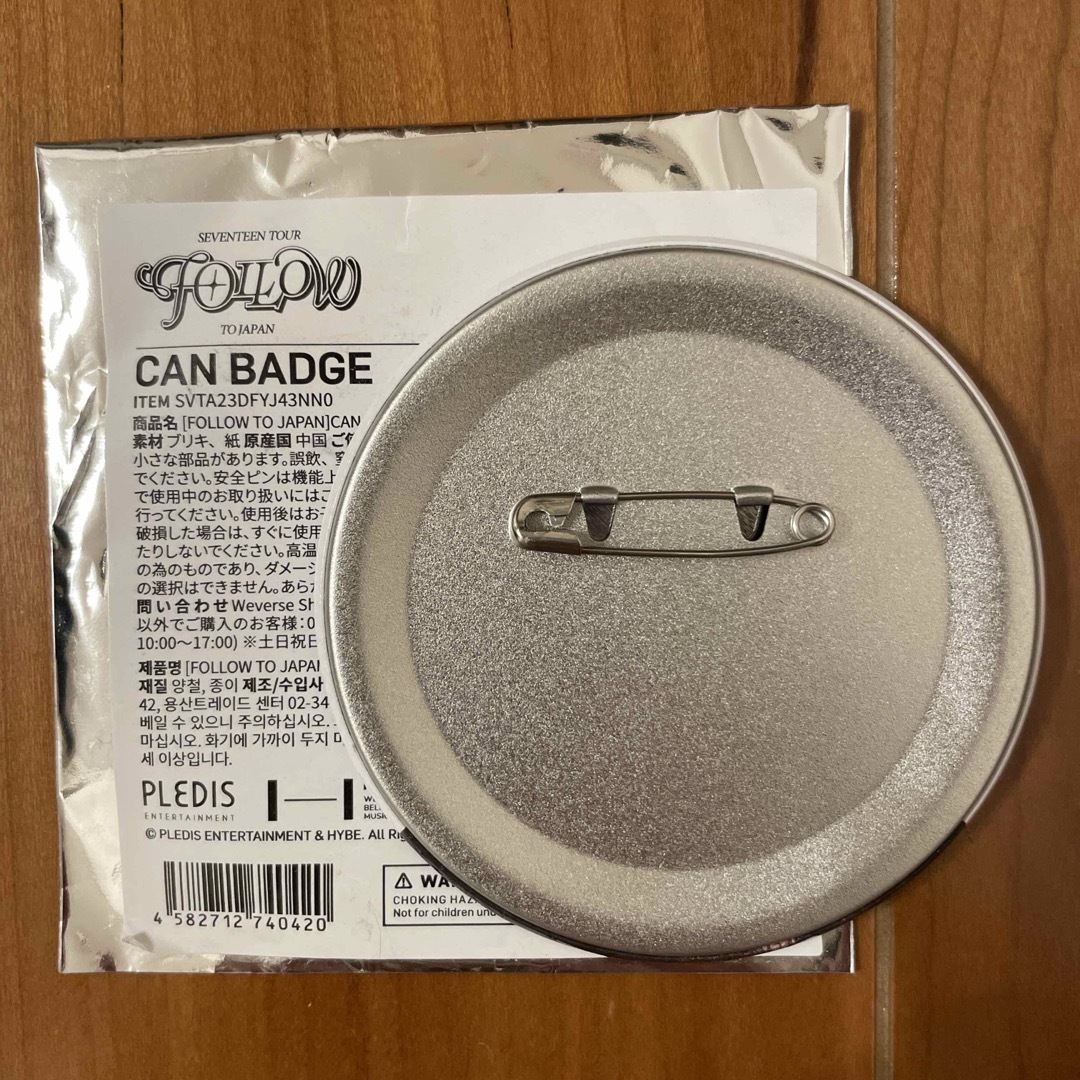 SEVENTEEN TOUR
FOLLOW
TO JAPAN
CAN BADGE
ITEM SVTA23DFYJ43NN0
商品名 [FOLLOW TO JAPAN]CAN
素材 ブリキ、紙 原産国 中国
小さな部品があります。誤飲、
でください。安全ピンは機能上
で使用中のお取り扱いにはご
行ってください。使用後はお
破損した場合は、すぐに使用
たりしないでください。高温
の為のものであり、ダメージ
の選択はできません。あらか
問い合わせ Weverse Sh
以外でご購入のお客様：0
10:00〜17:00) ※土日祝日
제품명 [FOLLOW TO JAPAN
재질 양철, 종이 제조/수입사
42, 용산트레이드 센터 02-34
베일 수 있으니 주의하십시오.
마십시오. 화기에 가까이 두지 마
세 이상입니다.
PLEDIS
ENTERTAINMENT
BEL
MUSIC
© PLEDIS ENTERTAINMENT & HYBE. All Ri
4 582712 740420
WA
CHOKING HAZ
Not for children und